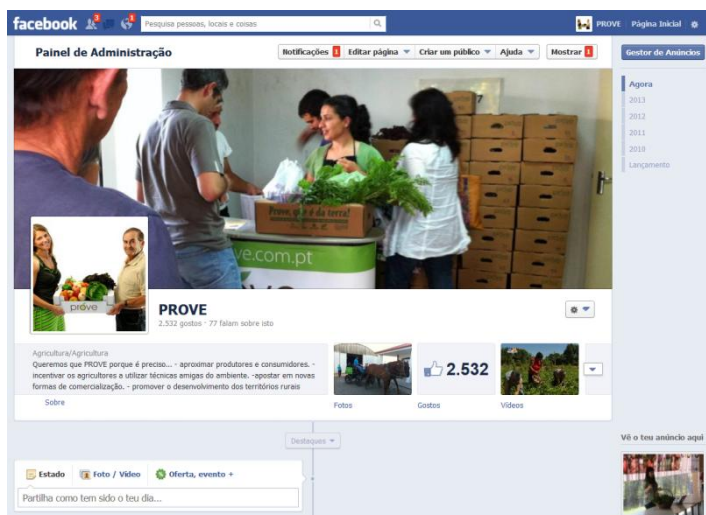 facebook 3 1 Pesquisa pessoas, locais e coisas PROVE Página Inicial
Painel de Administração Notificações 1 Editar página Criar um público Ajuda Mostrar 1 Gestor de Anúncios
Agora
2013
2012
2011
2010
Lançamento
7
Prove, que é da terra!
ve.com.pt
prove
PROVE
2.532 gostos · 77 falam sobre isto
Agricultura/Agricultura
Queremos que PROVE porque é preciso... - aproximar produtores e consumidores. -
incentivar os agricultores a utilizar técnicas amigas do ambiente. -apostar em novas
formas de comercialização. - promover o desenvolvimento dos territórios rurais
Sobre
2.532
Fotos Gostos Vídeos
Destaques
Vê o teu anúncio aqui
Estado Foto / Vídeo Oferta, evento +
Partilha como tem sido o teu dia...